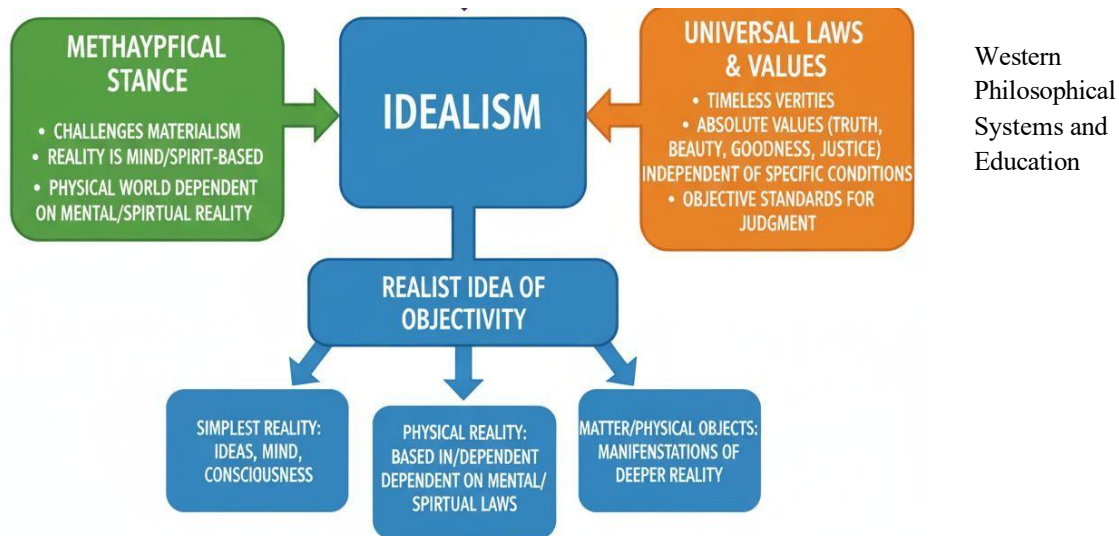 METHAYPFICAL
STANCE
• CHALLENGES MATERIALISM
• REALITY IS MIND/SPIRIT-BASED
• PHYSICAL WORLD DEPENDENT
ON MENTAL/SPIRTUAL REALITY
IDEALISM
UNIVERSAL LAWS
& VALUES
• TIMELESS VERITIES
• ABSOLUTE VALUES (TRUTH,
BEAUTY, GOODNESS, JUSTICE)
INDEPENDENT OF SPECIFIC CONDITIONS
• OBJECTIVE STANDARDS FOR
JUDGMENT
Western
Philosophical
Systems and
Education
REALIST IDEA OF
OBJECTIVITY
SIMPLEST REALITY:
IDEAS, MIND,
CONSCIOUSNESS
PHYSICAL REALITY:
BASED IN/DEPENDENT
DEPENDENT ON MENTAL/
SPIRTUAL LAWS
MATTER/PHYSICAL OBJECTS:
MANIFENSTATIONS OF
DEEPER REALITY